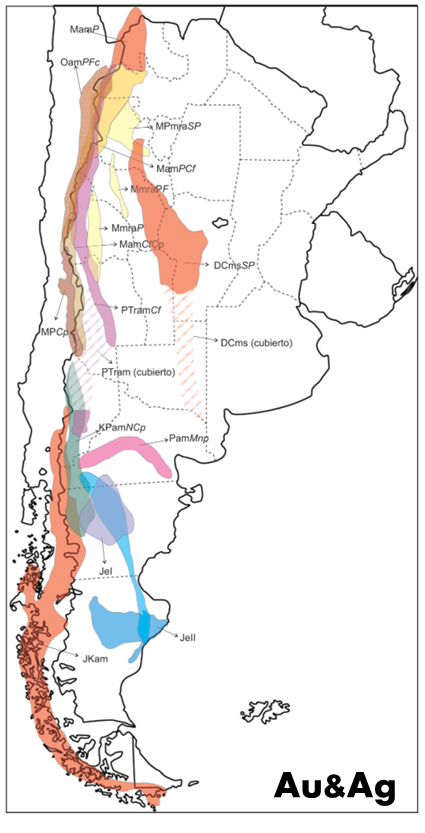 MamP
OamPFc
MPmraSP
MamPCf
MmraPF
MmraP
MamCfCp
DCmsSP
PTramCf
MPCp
DCms (cubierto)
PTram (cubierto)
KPamNCp
PamMnp
JeI
JeII
JKam
Au&Ag